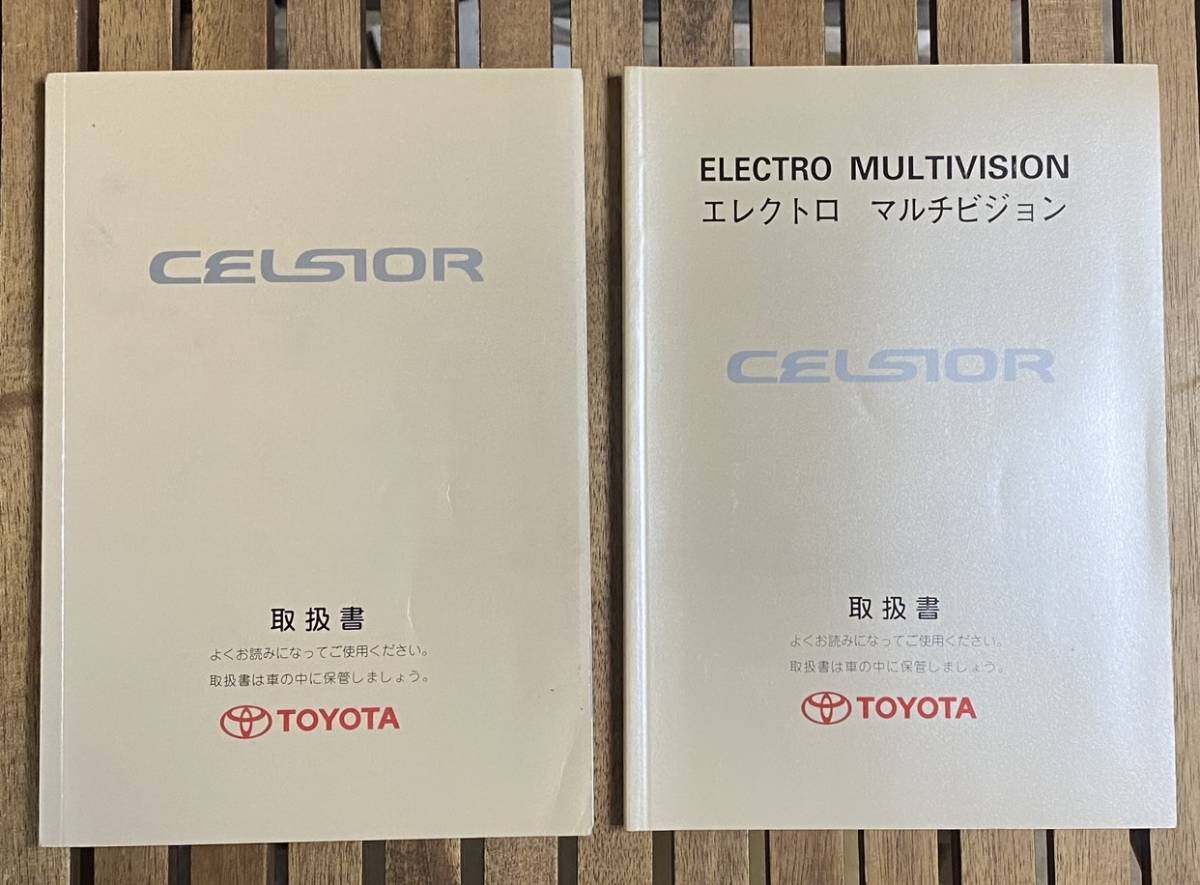 CELSIOR
取扱書
よくお読みになってご使用ください。
取扱書は車の中に保管しましょう。
TOYOTA
ELECTRO MULTIVISION
エレクトロ マルチビジョン
CELSIOR
取扱書
よくお読みになってご使用ください。
取扱書は車の中に保管しましょう。
TOYOTA